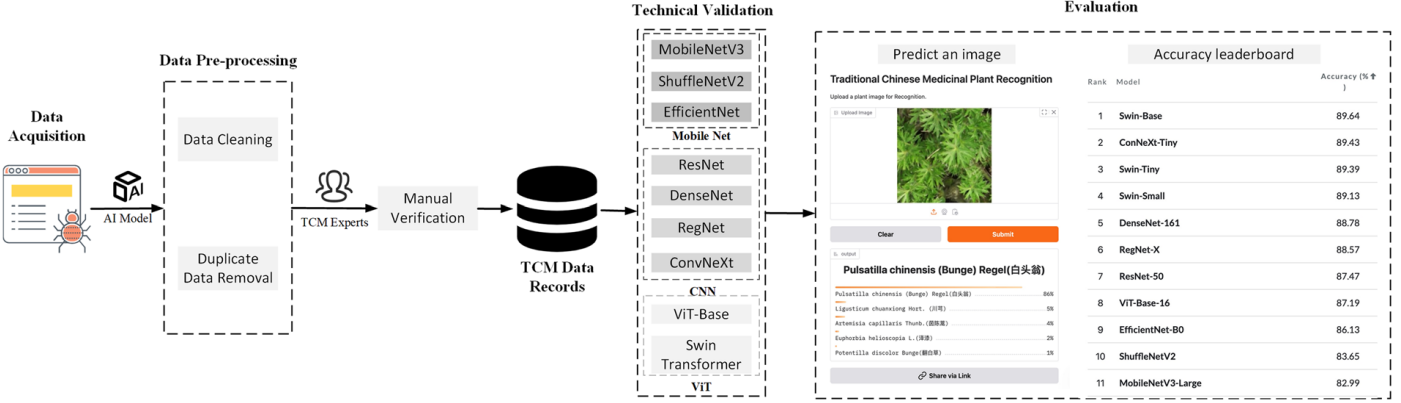 Data
Acquisition
AI
AI Model
Data Pre-processing
Data Cleaning
Duplicate
Data Removal
TCM Experts
Manual
Verification
TCM Data
Records
Technical Validation
MobileNetV3
ShuffleNetV2
EfficientNet
Mobile Net
ResNet
DenseNet
RegNet
ConvNeXt
CNN
ViT-Base
Swin
Transformer
ViT
Evaluation
Predict an image
Traditional Chinese Medicinal Plant Recognition
Upload a plant image for Recognition.
Upload Image
Clear
Submit
output
Pulsatilla chinensis (Bunge) Regel(白头翁)
Pulsatilla chinensis (Bunge) Regel(白头翁) 86%
Ligusticum chuanxiong Hort. (川芎) 5%
Artemisia capillaris Thunb.(茵陈蒿) 4%
Euphorbia helioscopia L.(泽漆) 2%
Potentilla discolor Bunge(翻白草) 1%
Share via Link
Accuracy leaderboard
Rank Model Accuracy (%↑
)
1 Swin-Base 89.64
2 ConNeXt-Tiny 89.43
3 Swin-Tiny 89.39
4 Swin-Small 89.13
5 DenseNet-161 88.78
6 RegNet-X 88.57
7 ResNet-50 87.47
8 ViT-Base-16 87.19
9 EfficientNet-B0 86.13
10 ShuffleNetV2 83.65
11 MobileNetV3-Large 82.99